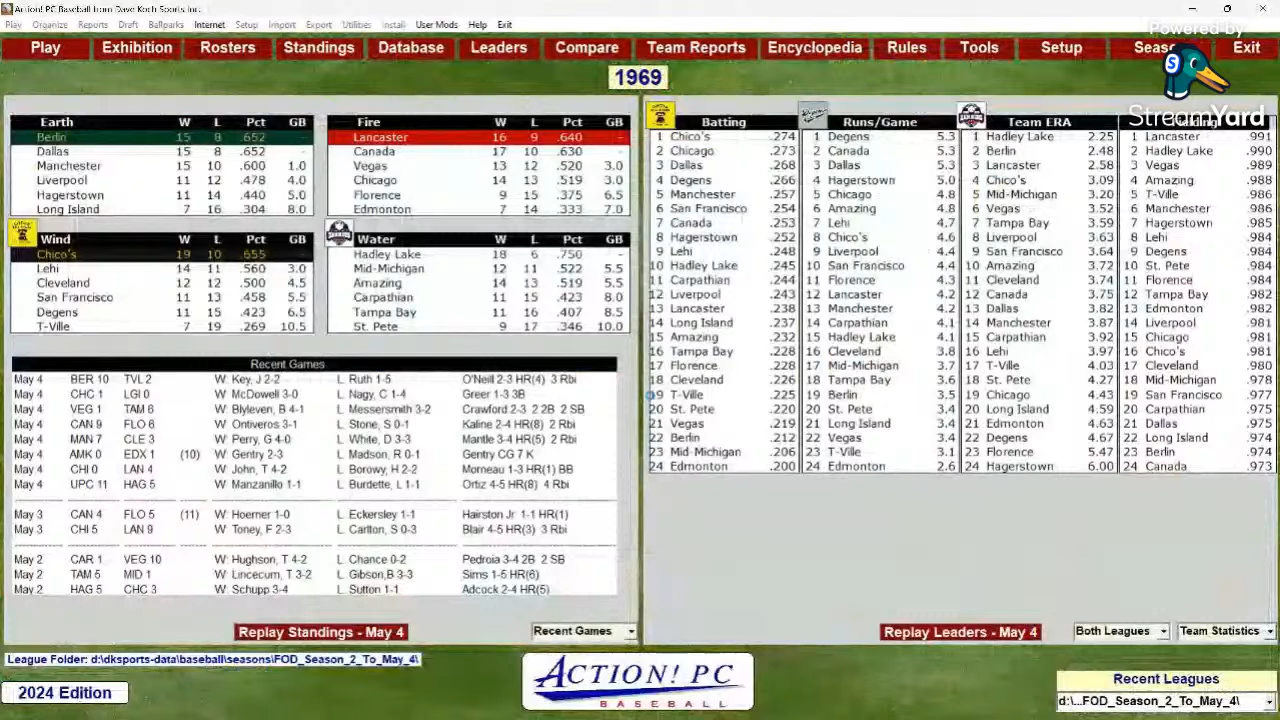 Action! PC Baseball from Dave Koch Sports Inc.
Play Organize Reports Draft BallParks Internet Setup Import Export Utilities Install User Mods Help Exit
Powered by
StreamYard
Play Exhibition Rosters Standings Database Leaders Compare Team Reports Encyclopedia Rules Tools Setup Seas Exit
1969
Earth W L Pct GB
Berlin 15 8 .652 -
Dallas 15 8 .652 -
Manchester 15 10 .600 1.0
Liverpool 11 12 .478 4.0
Hagerstown 11 14 .440 5.0
Long Island 7 16 .304 8.0
Fire W L Pct GB
Lancaster 16 9 .640 -
Canada 17 10 .630 -
Vegas 13 12 .520 3.0
Chicago 14 13 .519 3.0
Florence 9 15 .375 6.5
Edmonton 7 14 .333 7.0
Wind W L Pct GB
Chico's 19 10 .655 -
Lehi 14 11 .560 3.0
Cleveland 12 12 .500 4.5
San Francisco 11 13 .458 5.5
Degens 11 15 .423 6.5
T-Ville 7 19 .269 10.5
Water W L Pct GB
Hadley Lake 18 6 .750 -
Mid-Michigan 12 11 .522 5.5
Amazing 14 13 .519 5.5
Carpathian 11 15 .423 8.0
Tampa Bay 11 16 .407 8.5
St. Pete 9 17 .346 10.0
Recent Games
May 4 BER 10 TVL 2 W: Key, J 2-2 L: Ruth 1-5 O'Neill 2-3 HR(4) 3 Rbi
May 4 CHC 1 LGI 0 W: McDowell 3-0 L: Nagy, C 1-4 Greer 1-3 3B
May 4 VEG 1 TAM 6 W: Blyleven, B 4-1 L: Messersmith 3-2 Crawford 2-3 2 2B 2 SB
May 4 CAN 9 FLO 6 W: Ontiveros 3-1 L: Stone, S 0-1 Kaline 2-4 HR(8) 2 Rbi
May 4 MAN 7 CLE 3 W: Perry, G 4-0 L: White, D 3-3 Mantle 3-4 HR(5) 2 Rbi
May 4 AMK 0 EDX 1 (10) W: Gentry 2-3 L: Madson, R 0-1 Gentry CG 7 K
May 4 CHI 0 LAN 4 W: John, T 4-2 L: Borowy, H 2-2 Morneau 1-3 HR(1) BB
May 4 UPC 11 HAG 5 W: Manzanillo 1-1 L: Burdette, L 1-1 Ortiz 4-5 HR(8) 4 Rbi
May 3 CAN 4 FLO 5 (11) W: Hoerner 1-0 L: Eckersley 1-1 Hairston Jr. 1-1 HR(1)
May 3 CHI 5 LAN 9 W: Toney, F 2-3 L: Carlton, S 0-3 Blair 4-5 HR(3) 3 Rbi
May 2 CAR 1 VEG 10 W: Hughson, T 4-2 L: Chance 0-2 Pedroia 3-4 2B 2 SB
May 2 TAM 5 MID 1 W: Lincecum, T 3-2 L: Gibson,B 3-3 Sims 1-5 HR(6)
May 2 HAG 5 CHC 3 W: Schupp 3-4 L: Sutton 1-1 Adcock 2-4 HR(5)
Replay Standings - May 4
Recent Games
League Folder: d:\dksports-data\baseball\seasons\FOD_Season_2_To_May_4\
2024 Edition
ACTION! PC
BASEBALL
Batting Runs/Game Team ERA
1 Chico's .274 1 Degens 5.3 1 Hadley Lake 2.25 1 Lancaster .991
2 Chicago .273 2 Canada 5.3 2 Berlin 2.48 2 Hadley Lake .990
3 Dallas .268 3 Dallas 5.3 3 Lancaster 2.58 3 Vegas .989
4 Degens .266 4 Hagerstown 5.0 4 Chico's 3.09 4 Amazing .988
5 Manchester .257 5 Chicago 4.8 5 Mid-Michigan 3.20 5 T-Ville .986
6 San Francisco .254 6 Amazing 4.8 6 Vegas 3.52 6 Manchester .986
7 Canada .253 7 Lehi 4.7 7 Tampa Bay 3.59 7 Hagerstown .985
8 Hagerstown .252 8 Chico's 4.6 8 Liverpool 3.63 8 Lehi .984
9 Lehi .248 9 Liverpool 4.4 9 San Francisco 3.64 9 Degens .984
10 Hadley Lake .245 10 San Francisco 4.4 10 Amazing 3.72 10 St. Pete .984
11 Carpathian .244 11 Florence 4.3 11 Cleveland 3.74 11 Florence .984
12 Liverpool .243 12 Lancaster 4.2 12 Canada 3.75 12 Tampa Bay .982
13 Lancaster .238 13 Manchester 4.2 13 Dallas 3.82 13 Edmonton .982
14 Long Island .237 14 Carpathian 4.1 14 Manchester 3.87 14 Liverpool .981
15 Amazing .232 15 Hadley Lake 4.1 15 Carpathian 3.92 15 Chicago .981
16 Tampa Bay .228 16 Cleveland 3.8 16 Lehi 3.97 16 Chico's .981
17 Florence .228 17 Mid-Michigan 3.7 17 T-Ville 4.03 17 Cleveland .980
18 Cleveland .226 18 Tampa Bay 3.6 18 St. Pete 4.27 18 Mid-Michigan .978
19 T-Ville .225 19 Berlin 3.5 19 Chicago 4.43 19 San Francisco .977
20 St. Pete .220 20 St. Pete 3.4 20 Long Island 4.59 20 Carpathian .975
21 Vegas .219 21 Long Island 3.4 21 Edmonton 4.63 21 Dallas .975
22 Berlin .212 22 Vegas 3.4 22 Degens 4.67 22 Long Island .974
23 Mid-Michigan .206 23 T-Ville 3.1 23 Florence 5.47 23 Berlin .974
24 Edmonton .200 24 Edmonton 2.6 24 Hagerstown 6.00 24 Canada .973
Replay Leaders - May 4
Both Leagues
Team Statistics
Recent Leagues
d:\...FOD_Season_2_To_May_4\